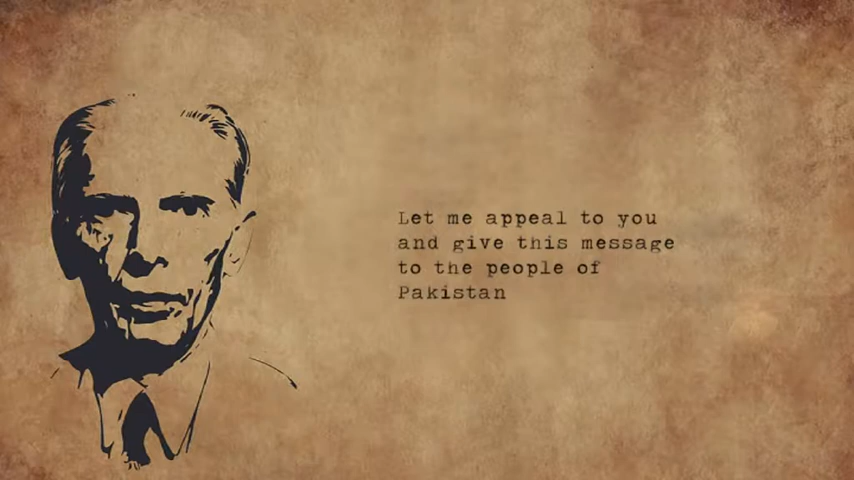 Let me appeal to you
and give this message
to the people of
Pakistan